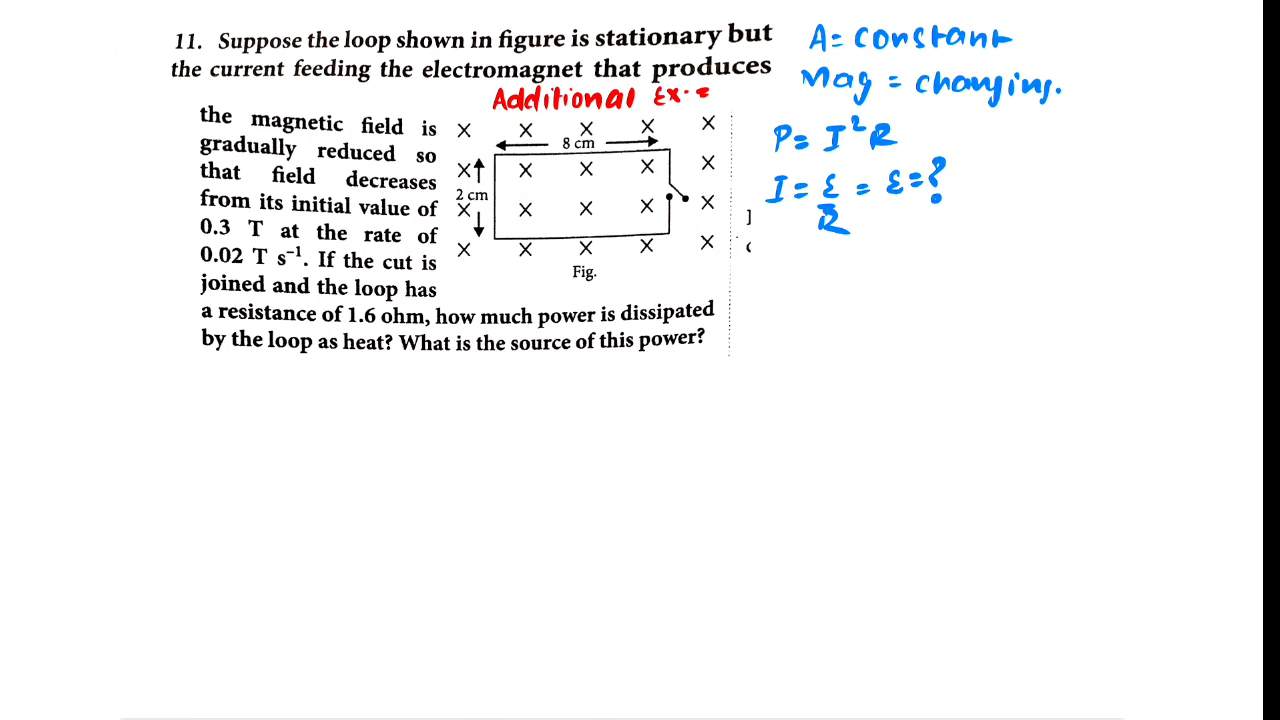 11. Suppose the loop shown in figure is stationary but
the current feeding the electromagnet that produces
the magnetic field is
gradually reduced so
that field decreases
from its initial value of
0.3 T at the rate of
0.02 T s⁻¹. If the cut is
joined and the loop has
a resistance of 1.6 ohm, how much power is dissipated
by the loop as heat? What is the source of this power?
Additional Ex.
X X X X X
8 cm
X X X X X
2 cm
X X X X X
X X X X X
Fig.
A = constant
Mag = changing.
P = I²R
I = ε/R = ε = ?